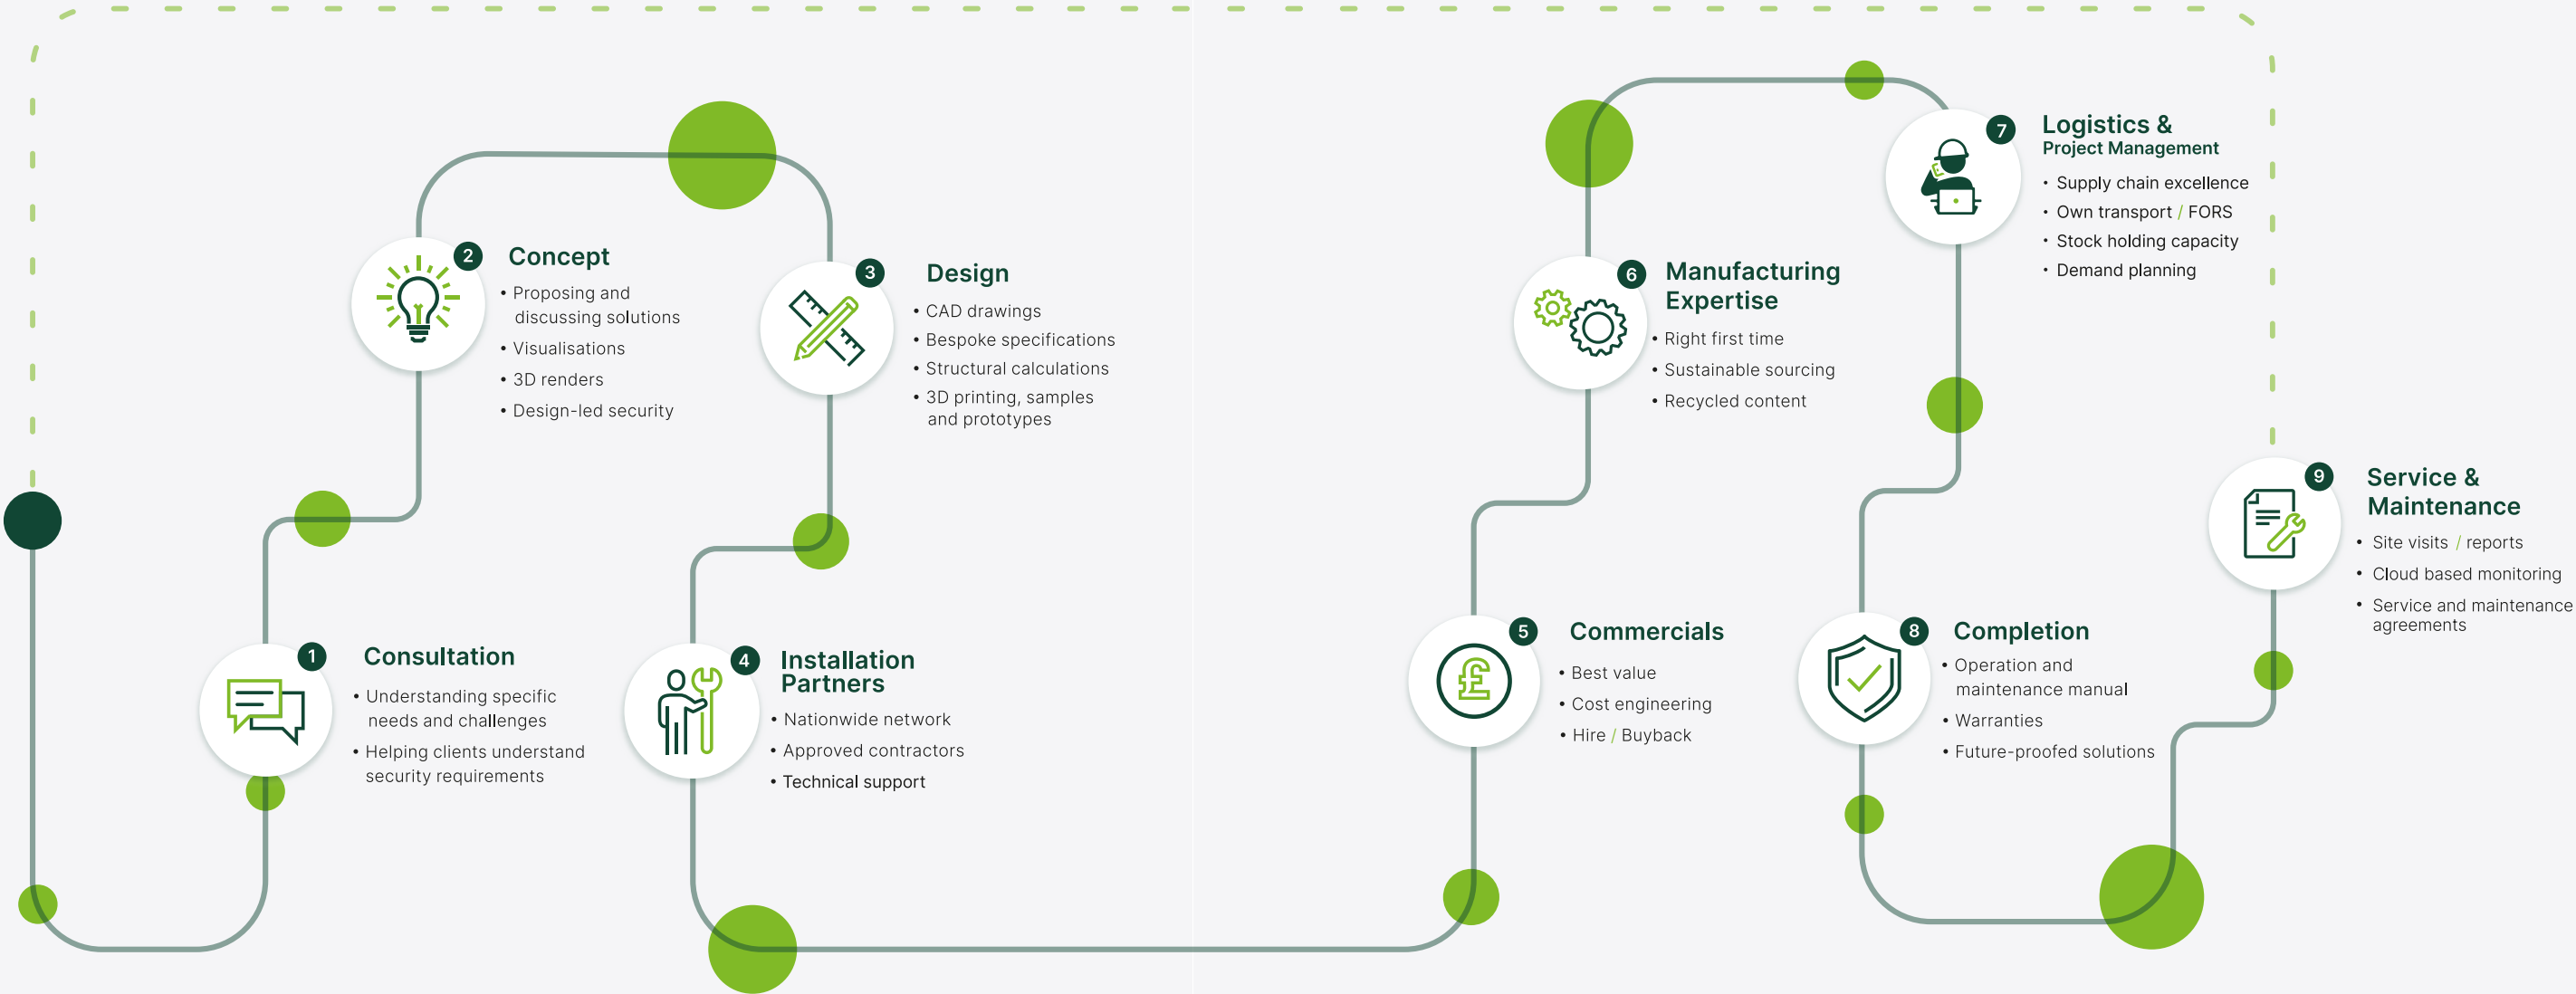 1
Consultation
• Understanding specific
needs and challenges
• Helping clients understand
security requirements
2
Concept
• Proposing and
discussing solutions
• Visualisations
• 3D renders
• Design-led security
3
Design
• CAD drawings
• Bespoke specifications
• Structural calculations
• 3D printing, samples
and prototypes
4
Installation
Partners
• Nationwide network
• Approved contractors
• Technical support
5
£
Commercials
• Best value
• Cost engineering
• Hire / Buyback
6
Manufacturing
Expertise
• Right first time
• Sustainable sourcing
• Recycled content
7
Logistics &
Project Management
• Supply chain excellence
• Own transport / FORS
• Stock holding capacity
• Demand planning
8
Completion
• Operation and
maintenance manual
• Warranties
• Future-proofed solutions
9
Service &
Maintenance
• Site visits / reports
• Cloud based monitoring
• Service and maintenance
agreements